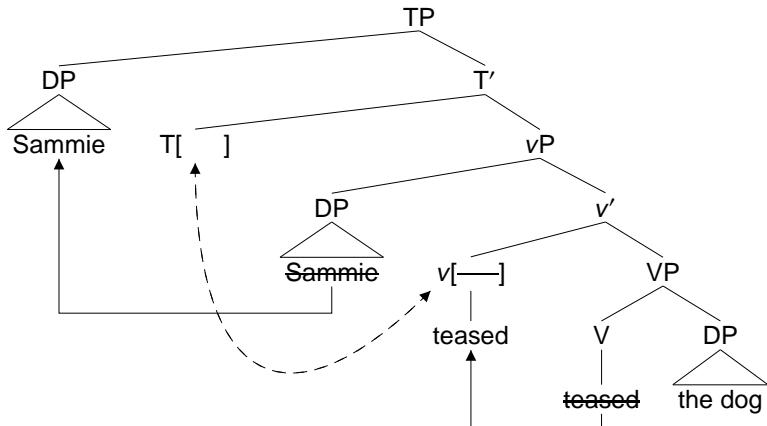 TP
DP T′
Sammie T[ ] vP
DP v′
Sammie v[ ] VP
teased V DP
teased the dog